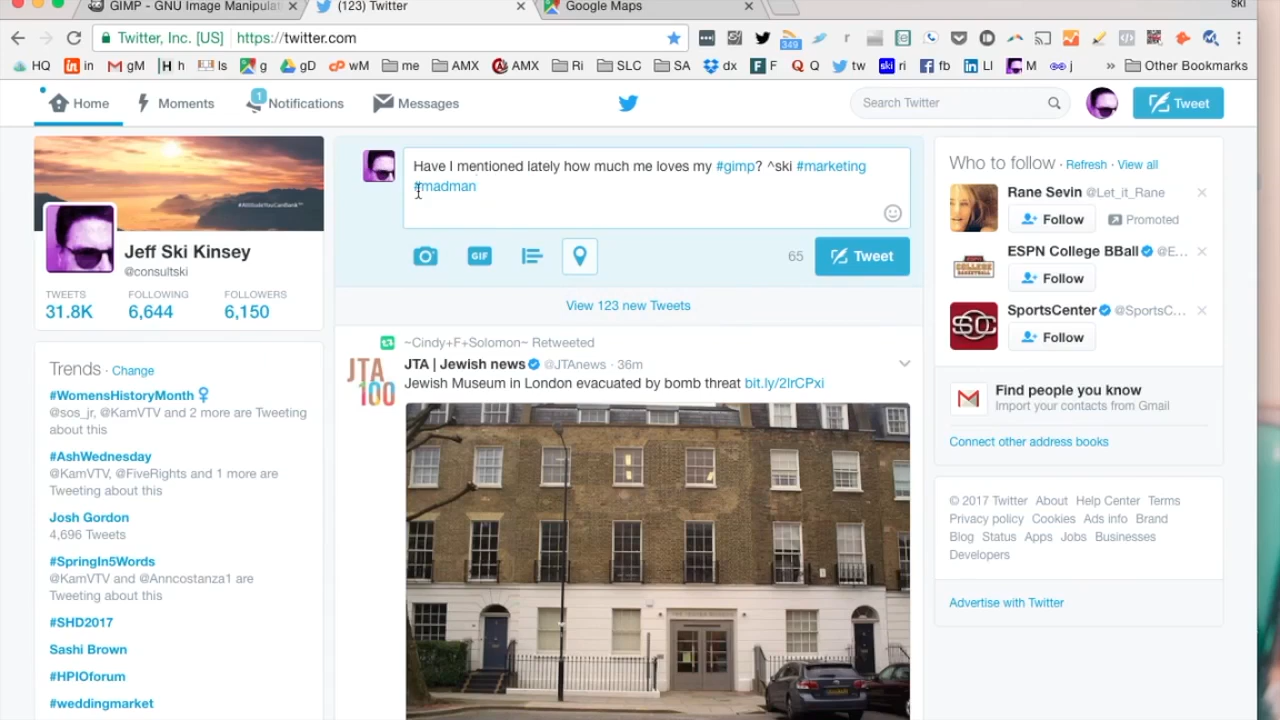 GIMP - GNU Image Manipulat
(123) Twitter
Google Maps
SKI
Twitter, Inc. [US]
https://twitter.com
349
HQ in gM h ls g gD wM me AMX AMX Ri SLC SA dx F Q tw ri fb LI M j » Other Bookmarks
Home
Moments
1
Notifications
Messages
Search Twitter
Tweet
#AttitudeYouCanBank™
Jeff Ski Kinsey
@consultski
TWEETS FOLLOWING FOLLOWERS
31.8K 6,644 6,150
Trends · Change
#WomensHistoryMonth
@sos_jr, @KamVTV and 2 more are Tweeting
about this
#AshWednesday
@KamVTV, @FiveRights and 1 more are
Tweeting about this
Josh Gordon
4,696 Tweets
#SpringIn5Words
@KamVTV and @Anncostanza1 are
Tweeting about this
#SHD2017
Sashi Brown
#HPIOforum
#weddingmarket
Have I mentioned lately how much me loves my #gimp? ^ski #marketing
#madman
GIF
65
Tweet
View 123 new Tweets
~Cindy+F+Solomon~ Retweeted
JTA 100
JTA | Jewish news @JTAnews · 36m
Jewish Museum in London evacuated by bomb threat bit.ly/2lrCPxi
Who to follow · Refresh · View all
Rane Sevin @Let_it_Rane
Follow
Promoted
ESPN College BBall @E...
Follow
SportsCenter @SportsC...
Follow
Find people you know
Import your contacts from Gmail
Connect other address books
© 2017 Twitter About Help Center Terms
Privacy policy Cookies Ads info Brand
Blog Status Apps Jobs Businesses
Developers
Advertise with Twitter